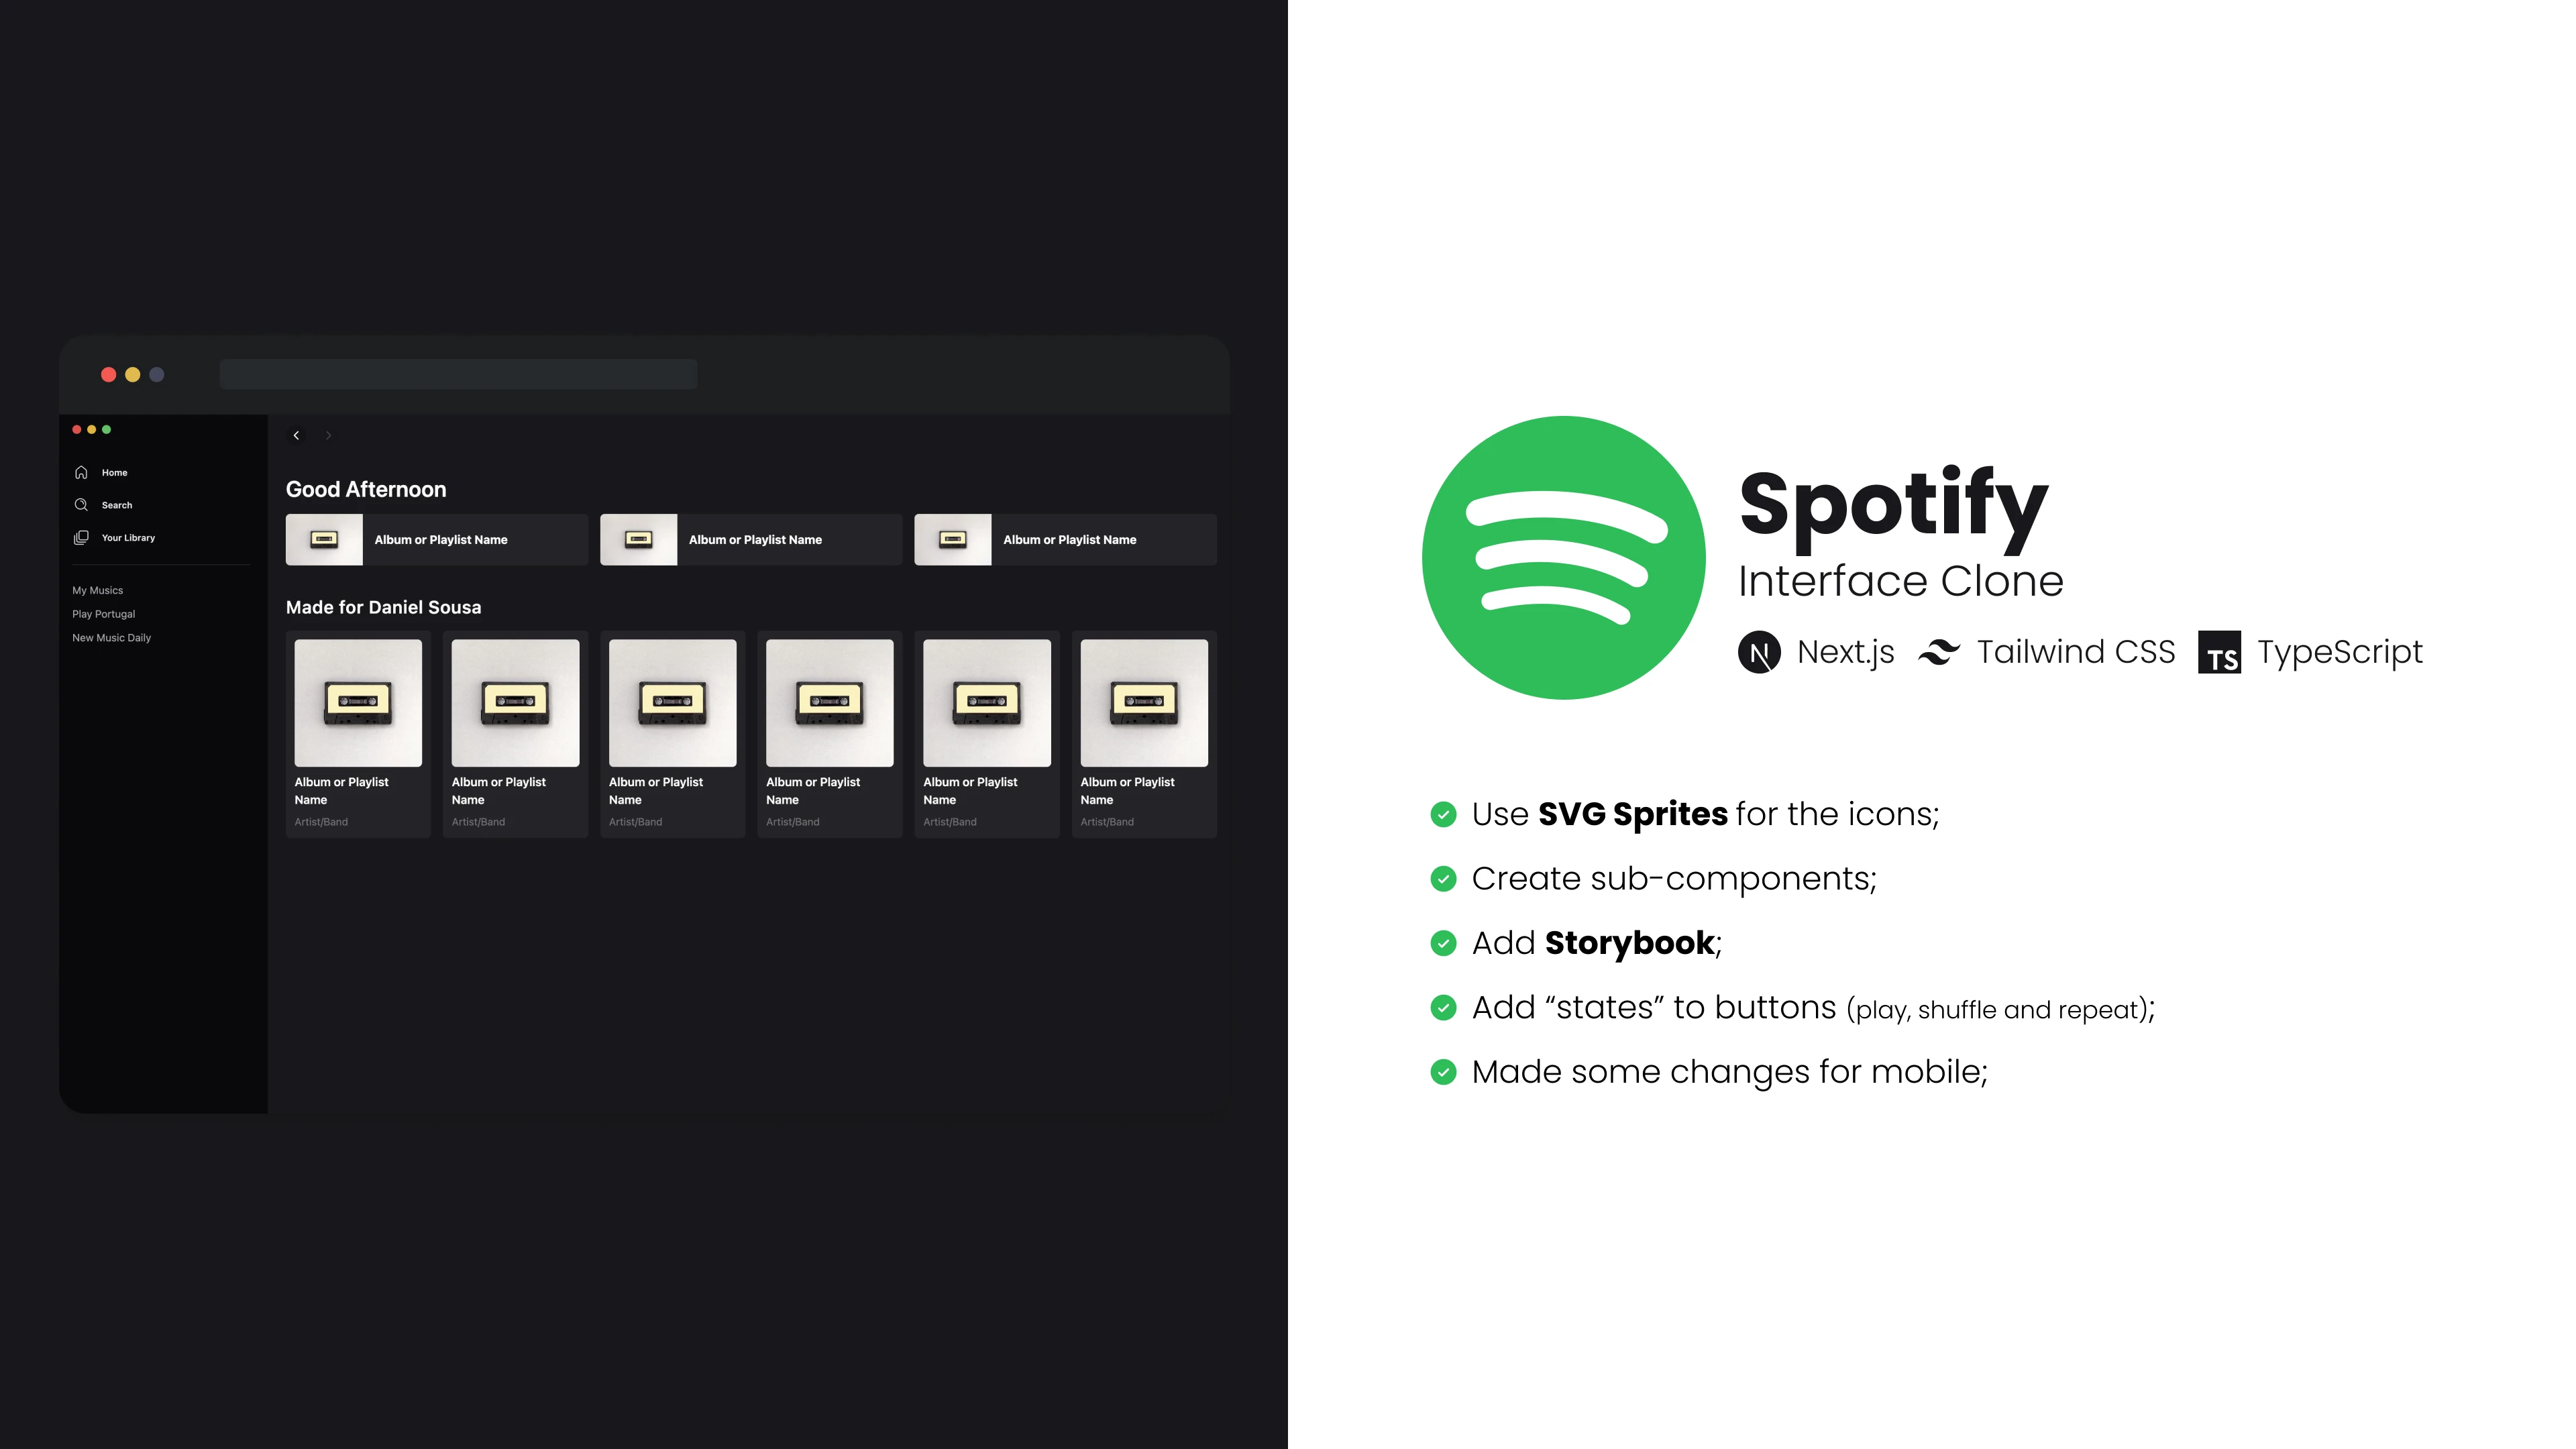 Home
Search
Your Library
My Musics
Play Portugal
New Music Daily
Good Afternoon
Album or Playlist Name
Album or Playlist Name
Album or Playlist Name
Made for Daniel Sousa
Album or Playlist
Name
Artist/Band
Album or Playlist
Name
Artist/Band
Album or Playlist
Name
Artist/Band
Album or Playlist
Name
Artist/Band
Album or Playlist
Name
Artist/Band
Album or Playlist
Name
Artist/Band
Spotify
Interface Clone
N Next.js Tailwind CSS TS TypeScript
Use SVG Sprites for the icons;
Create sub-components;
Add Storybook;
Add “states” to buttons (play, shuffle and repeat);
Made some changes for mobile;